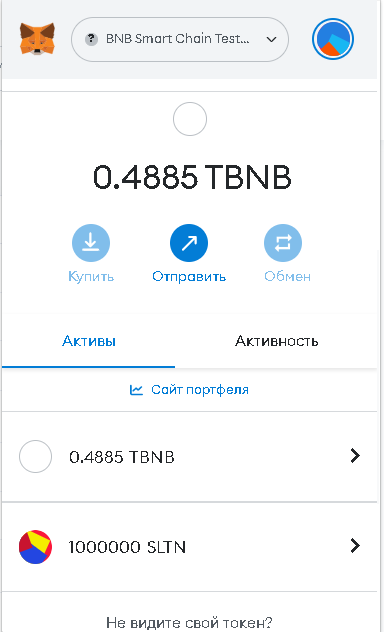 ? BNB Smart Chain Test...
0.4885 TBNB
Купить Отправить Обмен
Активы Активность
Сайт портфеля
0.4885 TBNB
1000000 SLTN
Не видите свой токен?